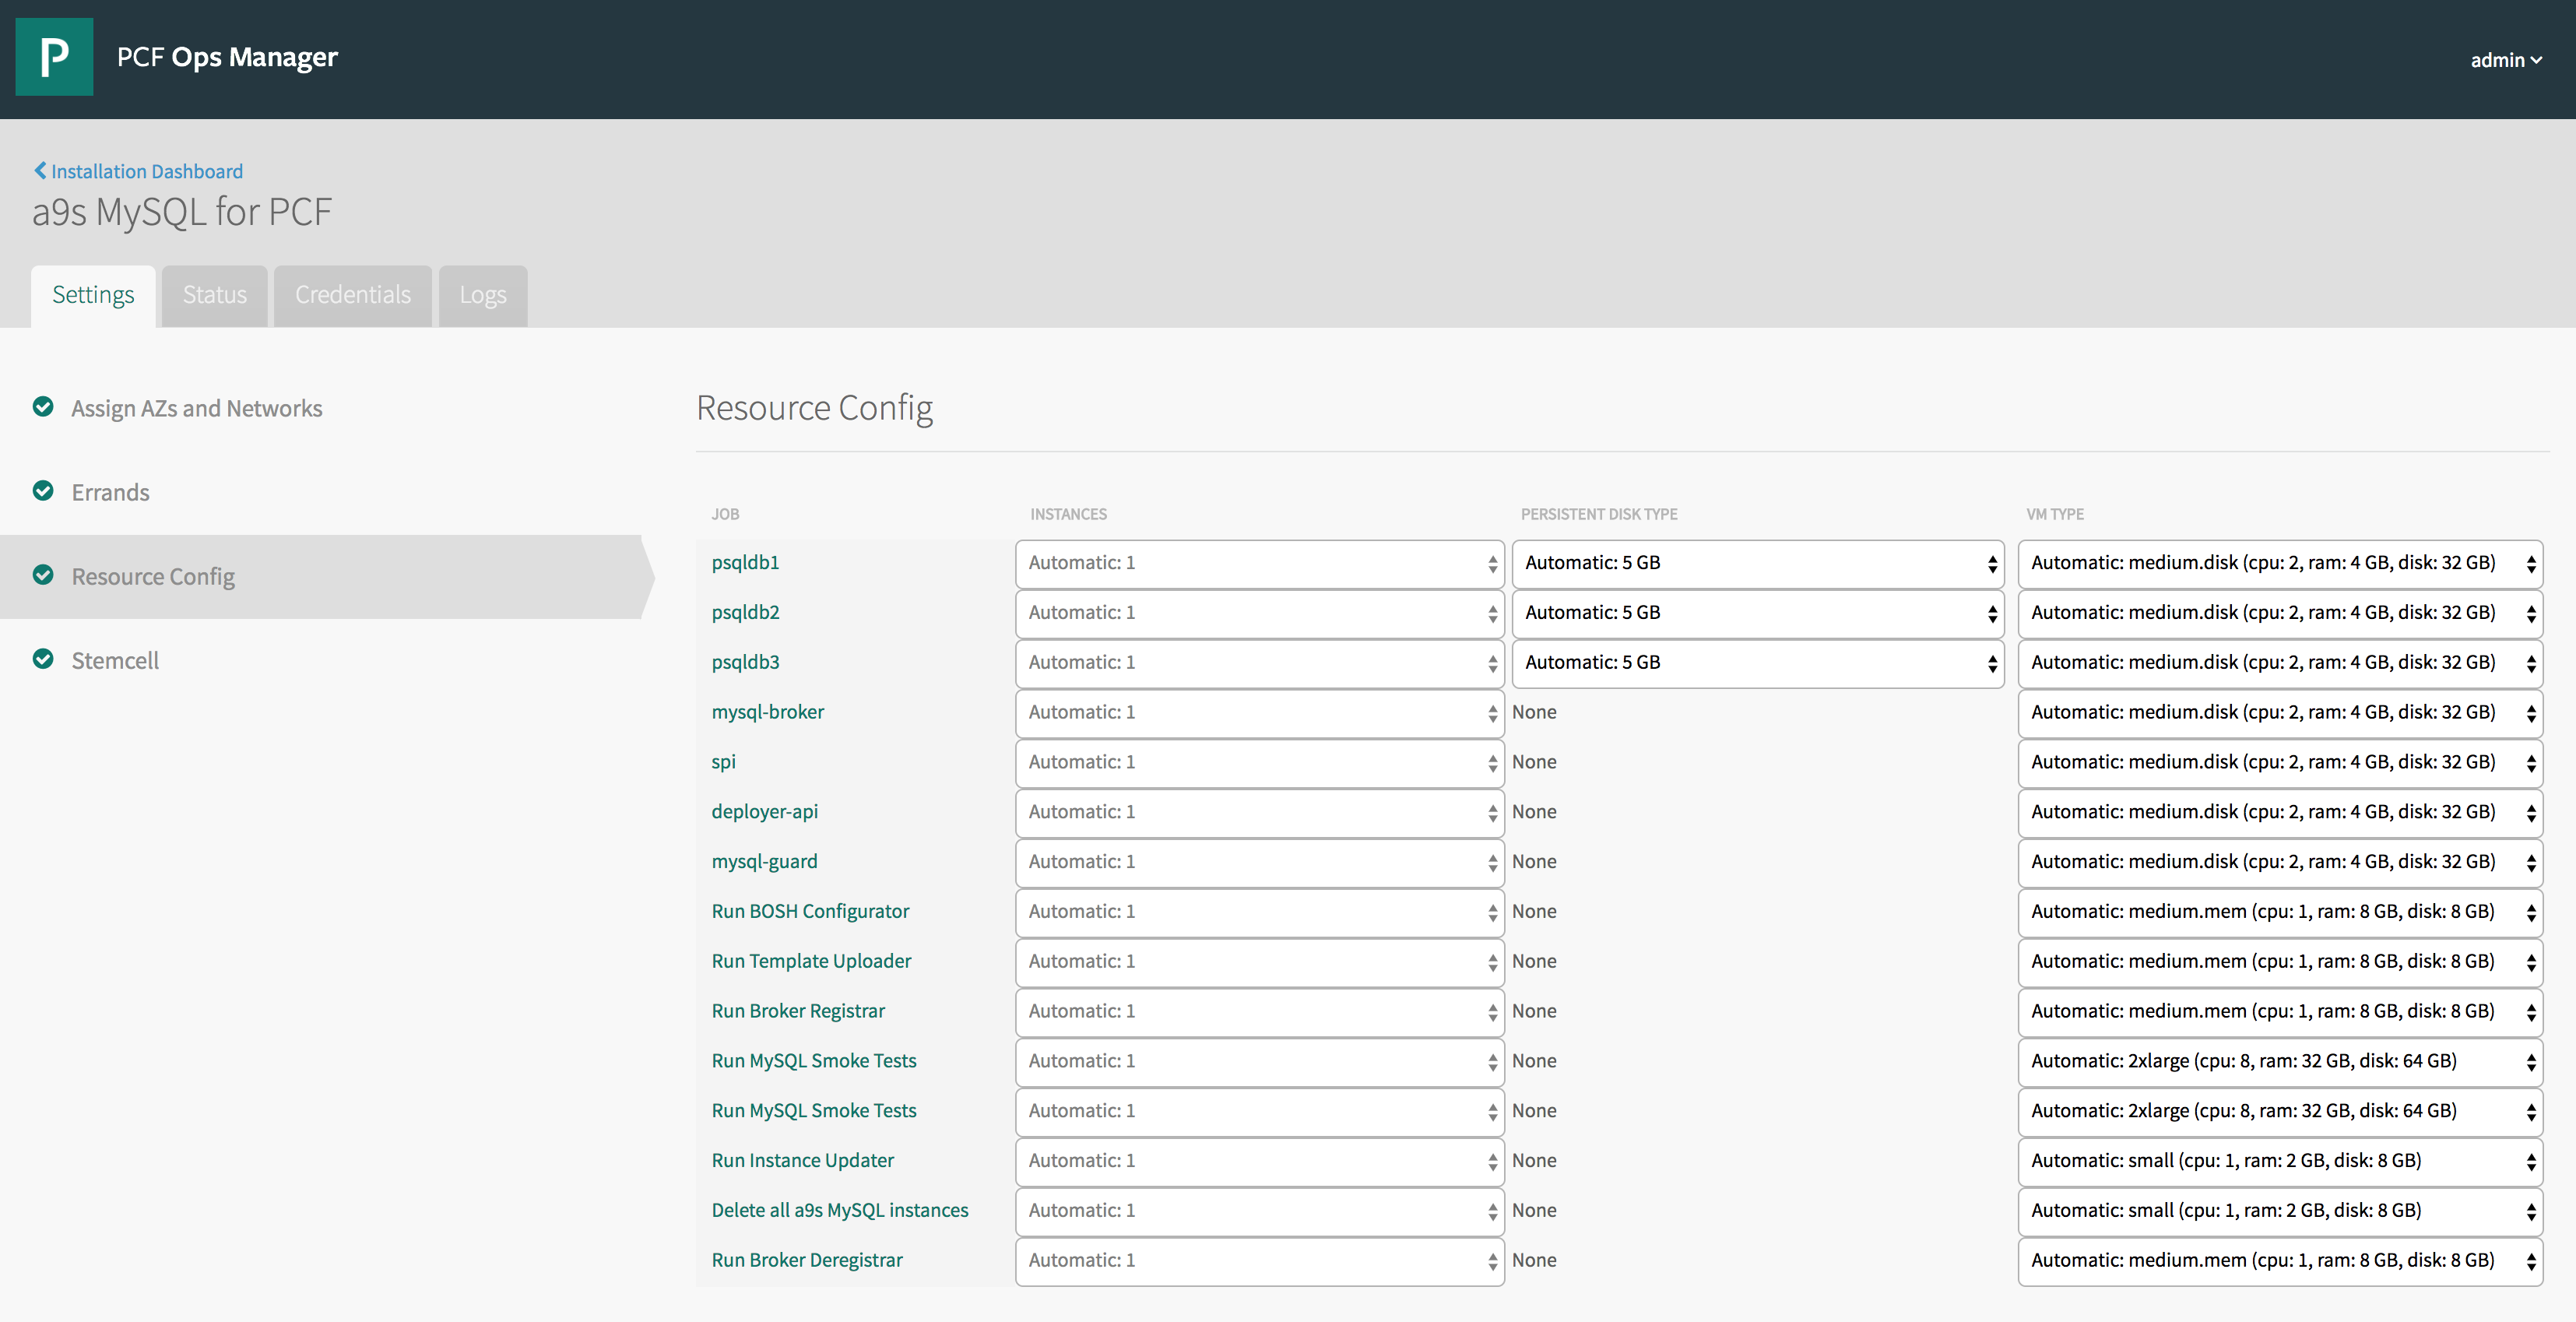 P
PCF Ops Manager
admin
Installation Dashboard
a9s MySQL for PCF
Settings Status Credentials Logs
Assign AZs and Networks
Errands
Resource Config
Stemcell
Resource Config
JOB INSTANCES PERSISTENT DISK TYPE VM TYPE
psqldb1 Automatic: 1 Automatic: 5 GB Automatic: medium.disk (cpu: 2, ram: 4 GB, disk: 32 GB)
psqldb2 Automatic: 1 Automatic: 5 GB Automatic: medium.disk (cpu: 2, ram: 4 GB, disk: 32 GB)
psqldb3 Automatic: 1 Automatic: 5 GB Automatic: medium.disk (cpu: 2, ram: 4 GB, disk: 32 GB)
mysql-broker Automatic: 1 None Automatic: medium.disk (cpu: 2, ram: 4 GB, disk: 32 GB)
spi Automatic: 1 None Automatic: medium.disk (cpu: 2, ram: 4 GB, disk: 32 GB)
deployer-api Automatic: 1 None Automatic: medium.disk (cpu: 2, ram: 4 GB, disk: 32 GB)
mysql-guard Automatic: 1 None Automatic: medium.disk (cpu: 2, ram: 4 GB, disk: 32 GB)
Run BOSH Configurator Automatic: 1 None Automatic: medium.mem (cpu: 1, ram: 8 GB, disk: 8 GB)
Run Template Uploader Automatic: 1 None Automatic: medium.mem (cpu: 1, ram: 8 GB, disk: 8 GB)
Run Broker Registrar Automatic: 1 None Automatic: medium.mem (cpu: 1, ram: 8 GB, disk: 8 GB)
Run MySQL Smoke Tests Automatic: 1 None Automatic: 2xlarge (cpu: 8, ram: 32 GB, disk: 64 GB)
Run MySQL Smoke Tests Automatic: 1 None Automatic: 2xlarge (cpu: 8, ram: 32 GB, disk: 64 GB)
Run Instance Updater Automatic: 1 None Automatic: small (cpu: 1, ram: 2 GB, disk: 8 GB)
Delete all a9s MySQL instances Automatic: 1 None Automatic: small (cpu: 1, ram: 2 GB, disk: 8 GB)
Run Broker Deregistrar Automatic: 1 None Automatic: medium.mem (cpu: 1, ram: 8 GB, disk: 8 GB)